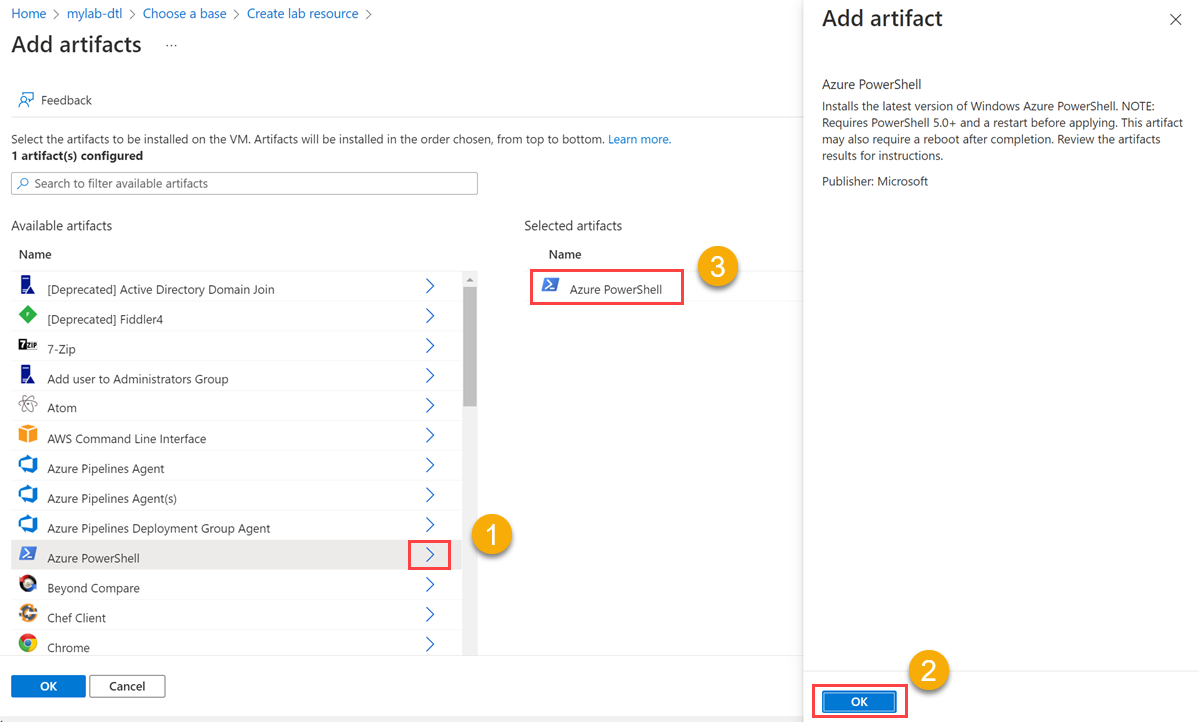 Home > mylab-dtl > Choose a base > Create lab resource >
Add artifacts ...
Feedback
Select the artifacts to be installed on the VM. Artifacts will be installed in the order chosen, from top to bottom. Learn more.
1 artifact(s) configured
Search to filter available artifacts
Available artifacts
Name
[Deprecated] Active Directory Domain Join
[Deprecated] Fiddler4
7ZIP
7-Zip
Add user to Administrators Group
Atom
AWS Command Line Interface
Azure Pipelines Agent
Azure Pipelines Agent(s)
Azure Pipelines Deployment Group Agent
Azure PowerShell
1
Beyond Compare
Chef Client
Chrome
OK
Cancel
Selected artifacts
Name
Azure PowerShell
3
Add artifact
Azure PowerShell
Installs the latest version of Windows Azure PowerShell. NOTE:
Requires PowerShell 5.0+ and a restart before applying. This artifact
may also require a reboot after completion. Review the artifacts
results for instructions.
Publisher: Microsoft
OK
2